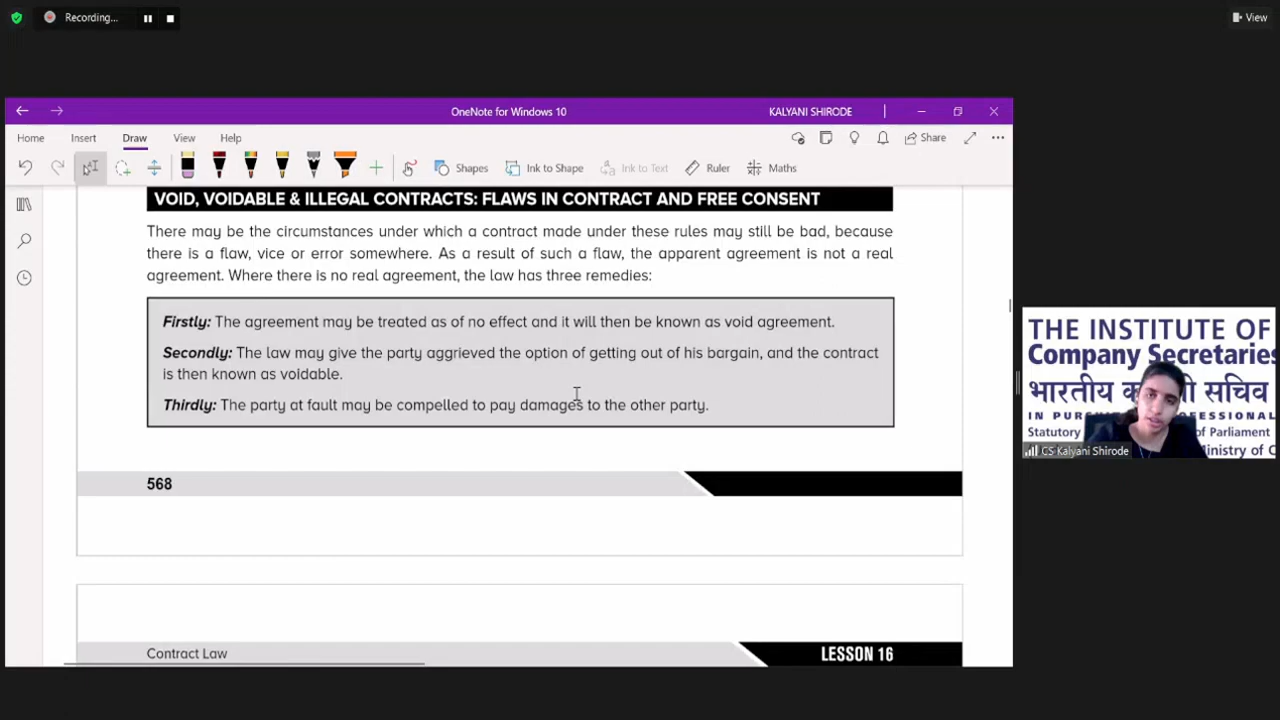 Recording...
View
OneNote for Windows 10
KALYANI SHIRODE
Home Insert Draw View Help
Share
Shapes Ink to Shape Ink to Text Ruler Maths
VOID, VOIDABLE & ILLEGAL CONTRACTS: FLAWS IN CONTRACT AND FREE CONSENT
There may be the circumstances under which a contract made under these rules may still be bad, because
there is a flaw, vice or error somewhere. As a result of such a flaw, the apparent agreement is not a real
agreement. Where there is no real agreement, the law has three remedies:
Firstly: The agreement may be treated as of no effect and it will then be known as void agreement.
Secondly: The law may give the party aggrieved the option of getting out of his bargain, and the contract
is then known as voidable.
Thirdly: The party at fault may be compelled to pay damages to the other party.
568
Contract Law
LESSON 16
THE INSTITUTE OF
Company Secretaries
भारतीय सचिव
IN PURSUIT PROFESSIONAL
Statutory of Parliament
CS Kalyani Shirode
Ministry of C